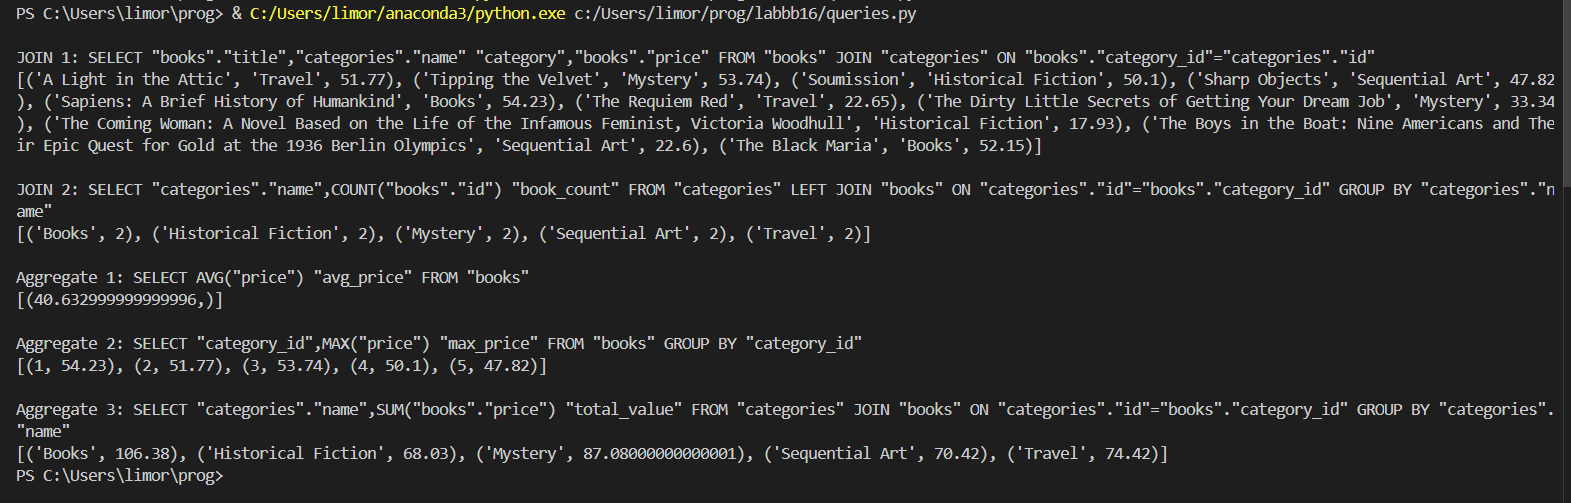 PS C:\Users\limor\prog> & C:/Users/limor/anaconda3/python.exe c:/Users/limor/prog/labbb16/queries.py
JOIN 1: SELECT "books"."title","categories"."name" "category","books"."price" FROM "books" JOIN "categories" ON "books"."category_id"="categories"."id"
[('A Light in the Attic', 'Travel', 51.77), ('Tipping the Velvet', 'Mystery', 53.74), ('Soumission', 'Historical Fiction', 50.1), ('Sharp Objects', 'Sequential Art', 47.82
), ('Sapiens: A Brief History of Humankind', 'Books', 54.23), ('The Requiem Red', 'Travel', 22.65), ('The Dirty Little Secrets of Getting Your Dream Job', 'Mystery', 33.34
), ('The Coming Woman: A Novel Based on the Life of the Infamous Feminist, Victoria Woodhull', 'Historical Fiction', 17.93), ('The Boys in the Boat: Nine Americans and The
ir Epic Quest for Gold at the 1936 Berlin Olympics', 'Sequential Art', 22.6), ('The Black Maria', 'Books', 52.15)]
JOIN 2: SELECT "categories"."name",COUNT("books"."id") "book_count" FROM "categories" LEFT JOIN "books" ON "categories"."id"="books"."category_id" GROUP BY "categories"."n
ame"
[('Books', 2), ('Historical Fiction', 2), ('Mystery', 2), ('Sequential Art', 2), ('Travel', 2)]
Aggregate 1: SELECT AVG("price") "avg_price" FROM "books"
[(40.632999999999996,)]
Aggregate 2: SELECT "category_id",MAX("price") "max_price" FROM "books" GROUP BY "category_id"
[(1, 54.23), (2, 51.77), (3, 53.74), (4, 50.1), (5, 47.82)]
Aggregate 3: SELECT "categories"."name",SUM("books"."price") "total_value" FROM "categories" JOIN "books" ON "categories"."id"="books"."category_id" GROUP BY "categories".
"name"
[('Books', 106.38), ('Historical Fiction', 68.03), ('Mystery', 87.08000000000001), ('Sequential Art', 70.42), ('Travel', 74.42)]
PS C:\Users\limor\prog>